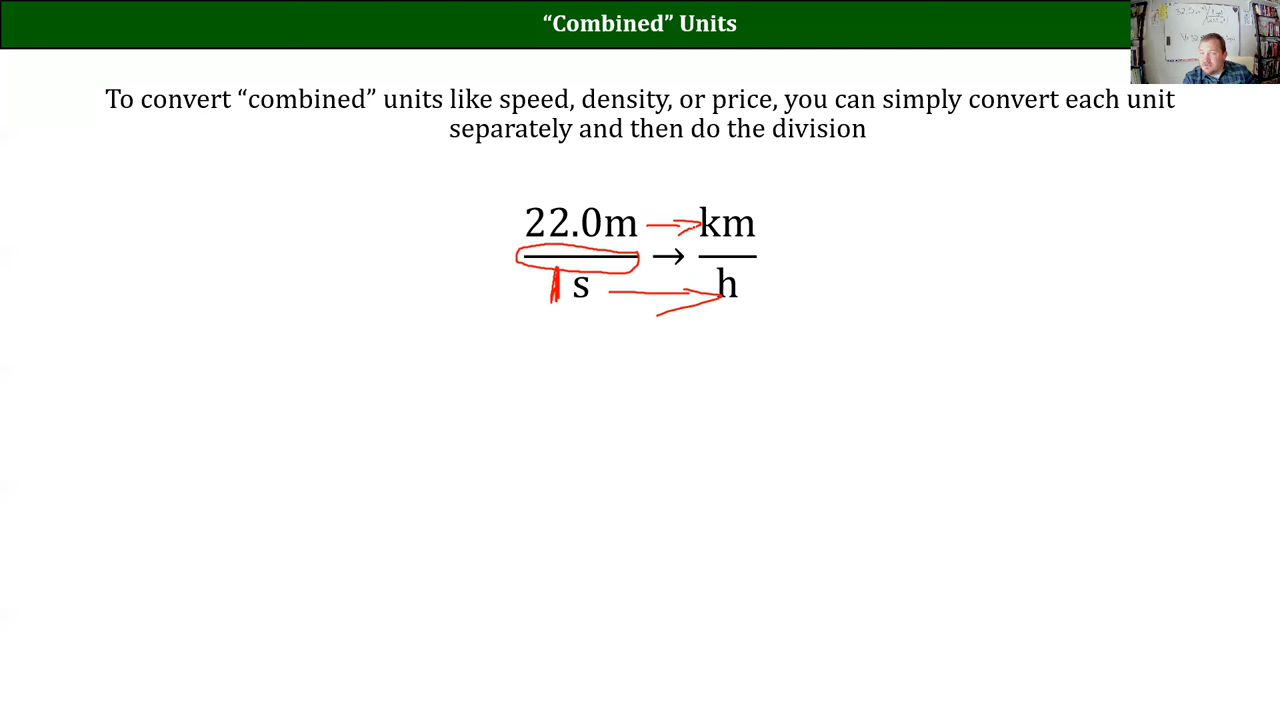 "Combined" Units
To convert "combined" units like speed, density, or price, you can simply convert each unit
separately and then do the division
22.0m → km
→
1 s → h